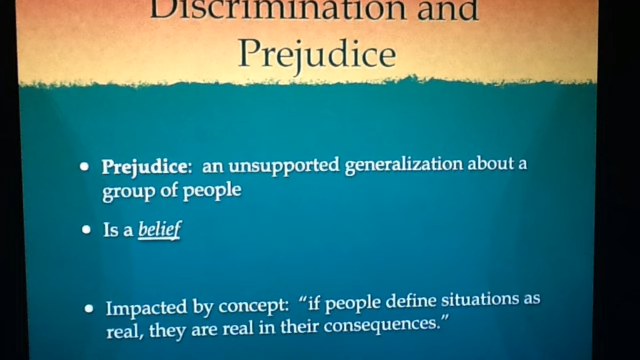 Discrimination and
Prejudice
• Prejudice: an unsupported generalization about a
group of people
• Is a belief
• Impacted by concept: “if people define situations as
real, they are real in their consequences.”